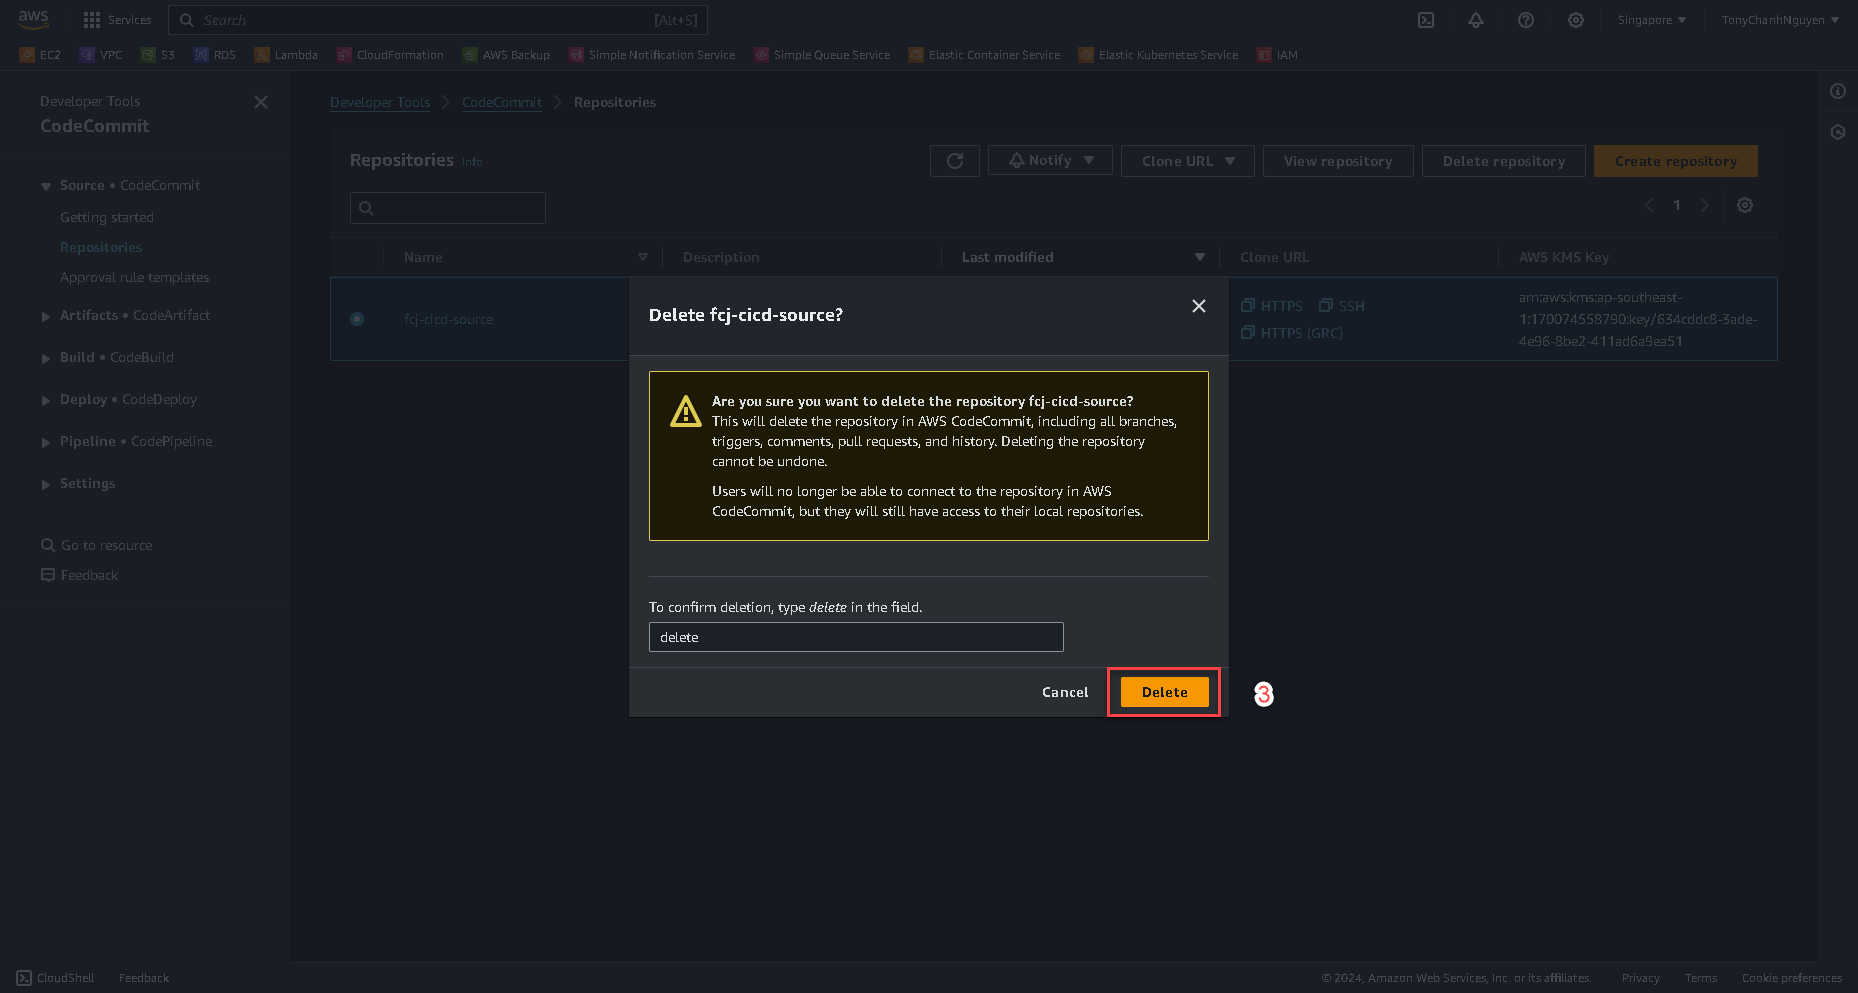 aws
Services
Search
[Alt+S]
Singapore
TonyChanhNguyen
EC2
VPC
S3
RDS
Lambda
CloudFormation
AWS Backup
Simple Notification Service
Simple Queue Service
Elastic Container Service
Elastic Kubernetes Service
IAM
Developer Tools
CodeCommit
Source • CodeCommit
Getting started
Repositories
Approval rule templates
Artifacts • CodeArtifact
Build • CodeBuild
Deploy • CodeDeploy
Pipeline • CodePipeline
Settings
Go to resource
Feedback
Developer Tools
CodeCommit
Repositories
Repositories Info
Notify
Clone URL
View repository
Delete repository
Create repository
1
Name
Description
Last modified
Clone URL
AWS KMS Key
fcj-cicd-source
HTTPS
SSH
HTTPS (GRC)
arn:aws:kms:ap-southeast-
1:170074558790:key/634cddc8-3ade-
4e96-8be2-411ad6a9ea51
Delete fcj-cicd-source?
Are you sure you want to delete the repository fcj-cicd-source?
This will delete the repository in AWS CodeCommit, including all branches,
triggers, comments, pull requests, and history. Deleting the repository
cannot be undone.
Users will no longer be able to connect to the repository in AWS
CodeCommit, but they will still have access to their local repositories.
To confirm deletion, type delete in the field.
delete
Cancel
Delete
3
CloudShell
Feedback
© 2024, Amazon Web Services, Inc. or its affiliates.
Privacy
Terms
Cookie preferences